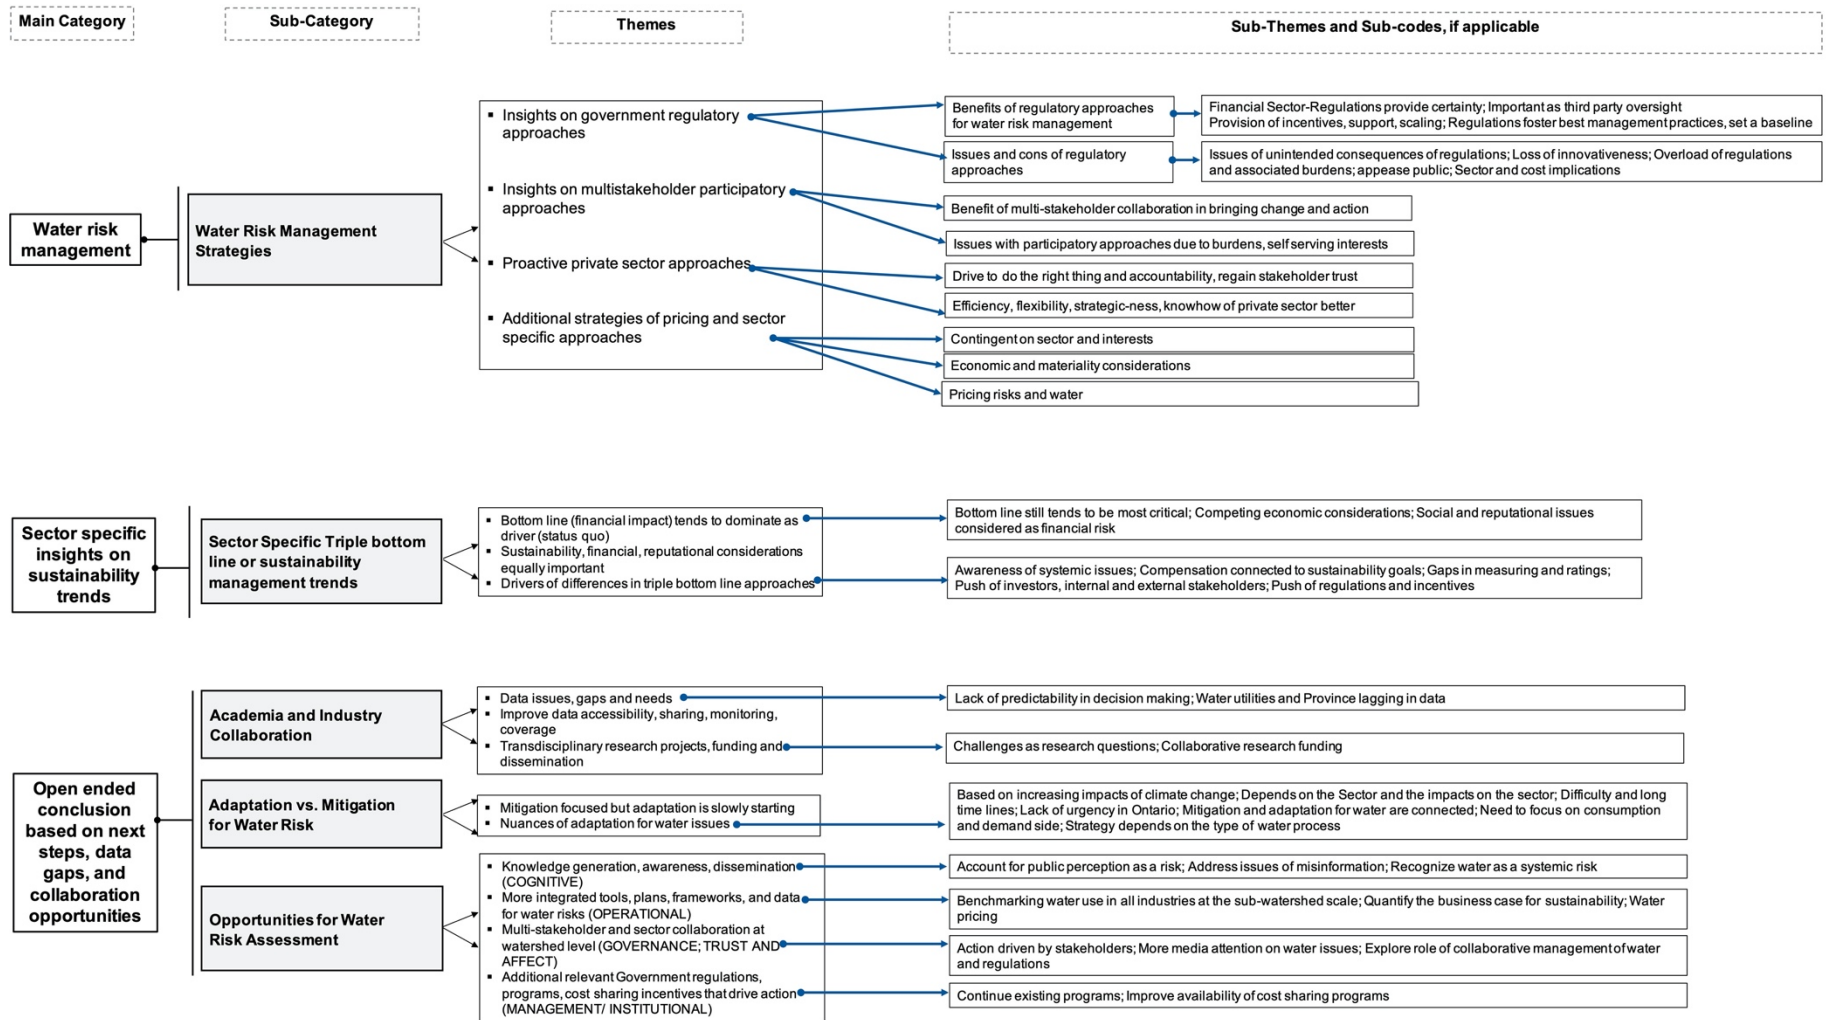 Main Category
Sub-Category
Themes
Sub-Themes and Sub-codes, if applicable
Water risk
management
Water Risk Management
Strategies
▪ Insights on government regulatory
approaches
▪ Insights on multistakeholder participatory
approaches
▪ Proactive private sector approaches
▪ Additional strategies of pricing and sector
specific approaches
Benefits of regulatory approaches
for water risk management
Financial Sector-Regulations provide certainty; Important as third party oversight
Provision of incentives, support, scaling; Regulations foster best management practices, set a baseline
Issues and cons of regulatory
approaches
Issues of unintended consequences of regulations; Loss of innovativeness; Overload of regulations
and associated burdens; appease public; Sector and cost implications
Benefit of multi-stakeholder collaboration in bringing change and action
Issues with participatory approaches due to burdens, self serving interests
Drive to do the right thing and accountability, regain stakeholder trust
Efficiency, flexibility, strategic-ness, knowhow of private sector better
Contingent on sector and interests
Economic and materiality considerations
Pricing risks and water
Sector specific
insights on
sustainability
trends
Sector Specific Triple bottom
line or sustainability
management trends
▪ Bottom line (financial impact) tends to dominate as
driver (status quo)
▪ Sustainability, financial, reputational considerations
equally important
▪ Drivers of differences in triple bottom line approaches
Bottom line still tends to be most critical; Competing economic considerations; Social and reputational issues
considered as financial risk
Awareness of systemic issues; Compensation connected to sustainability goals; Gaps in measuring and ratings;
Push of investors, internal and external stakeholders; Push of regulations and incentives
Open ended
conclusion
based on next
steps, data
gaps, and
collaboration
opportunities
Academia and Industry
Collaboration
▪ Data issues, gaps and needs
▪ Improve data accessibility, sharing, monitoring,
coverage
▪ Transdisciplinary research projects, funding and
dissemination
Lack of predictability in decision making; Water utilities and Province lagging in data
Challenges as research questions; Collaborative research funding
Adaptation vs. Mitigation
for Water Risk
▪ Mitigation focused but adaptation is slowly starting
▪ Nuances of adaptation for water issues
Based on increasing impacts of climate change; Depends on the Sector and the impacts on the sector; Difficulty and long
time lines; Lack of urgency in Ontario; Mitigation and adaptation for water are connected; Need to focus on consumption
and demand side; Strategy depends on the type of water process
Opportunities for Water
Risk Assessment
▪ Knowledge generation, awareness, dissemination
(COGNITIVE)
▪ More integrated tools, plans, frameworks, and data
for water risks (OPERATIONAL)
▪ Multi-stakeholder and sector collaboration at
watershed level (GOVERNANCE; TRUST AND
AFFECT)
▪ Additional relevant Government regulations,
programs, cost sharing incentives that drive action
(MANAGEMENT/ INSTITUTIONAL)
Account for public perception as a risk; Address issues of misinformation; Recognize water as a systemic risk
Benchmarking water use in all industries at the sub-watershed scale; Quantify the business case for sustainability; Water
pricing
Action driven by stakeholders; More media attention on water issues; Explore role of collaborative management of water
and regulations
Continue existing programs; Improve availability of cost sharing programs